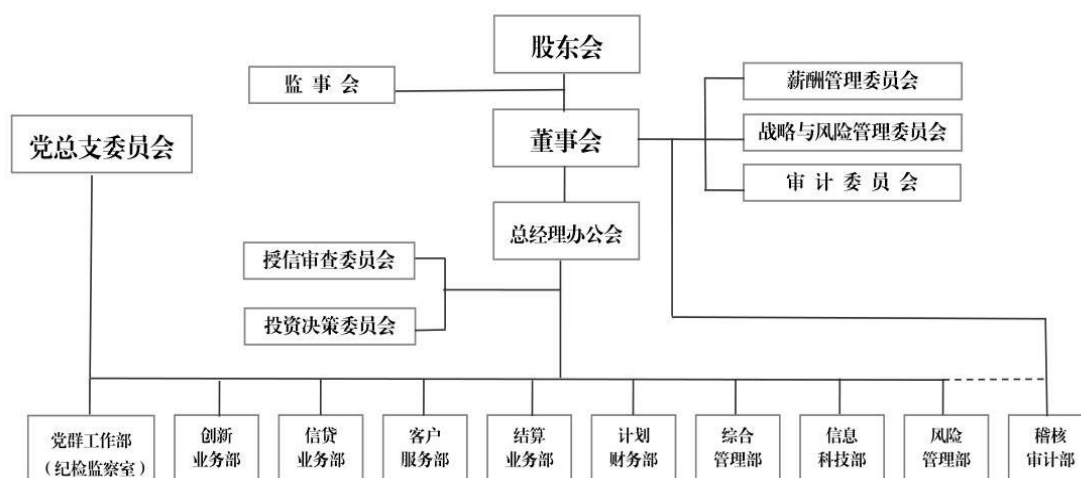 股东会
监 事 会
薪酬管理委员会
董事会
战略与风险管理委员会
党总支委员会
审 计 委 员 会
总经理办公会
授信审查委员会
投资决策委员会
党群工作部
（纪检监察室）
创新
业务部
信贷
业务部
客户
服务部
结算
业务部
计划
财务部
综合
管理部
信息
科技部
风险
管理部
稽核
审计部